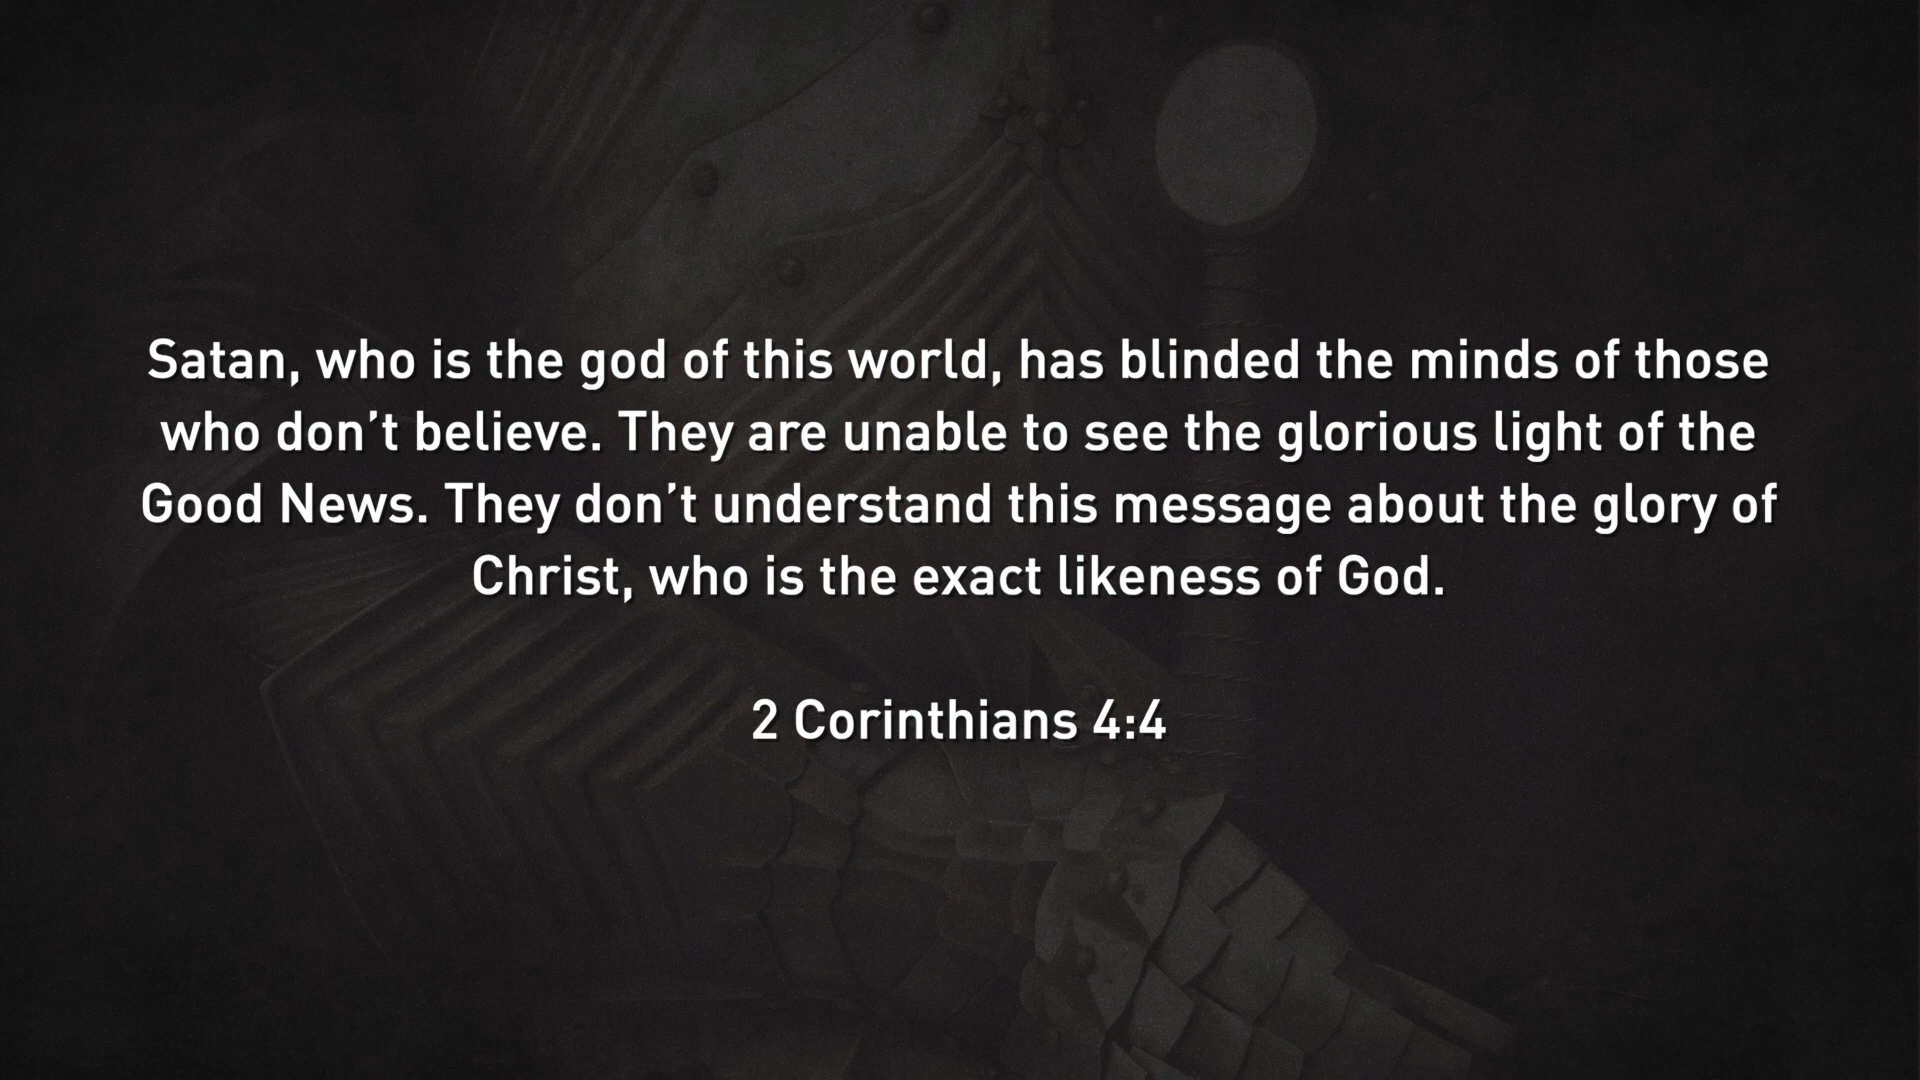 Satan, who is the god of this world, has blinded the minds of those
who don’t believe. They are unable to see the glorious light of the
Good News. They don’t understand this message about the glory of
Christ, who is the exact likeness of God.
2 Corinthians 4:4